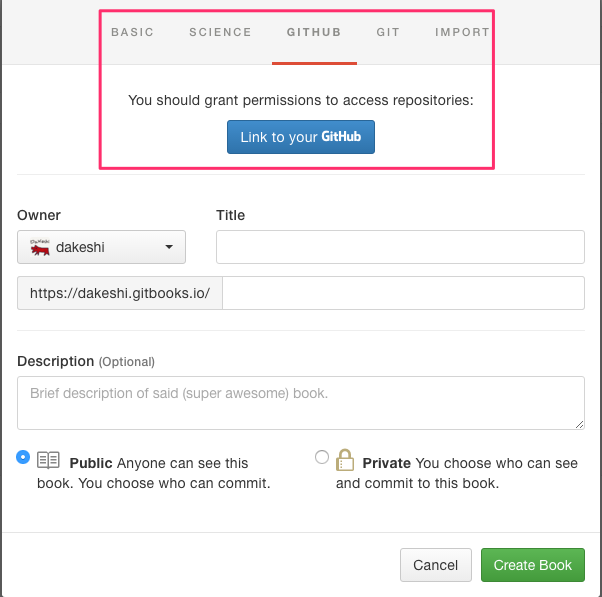 BASIC SCIENCE GITHUB GIT IMPORT
You should grant permissions to access repositories:
Link to your GitHub
Owner Title
dakeshi
https://dakeshi.gitbooks.io/
Description (Optional)
Brief description of said (super awesome) book.
Public Anyone can see this
book. You choose who can commit.
Private You choose who can see
and commit to this book.
Cancel Create Book